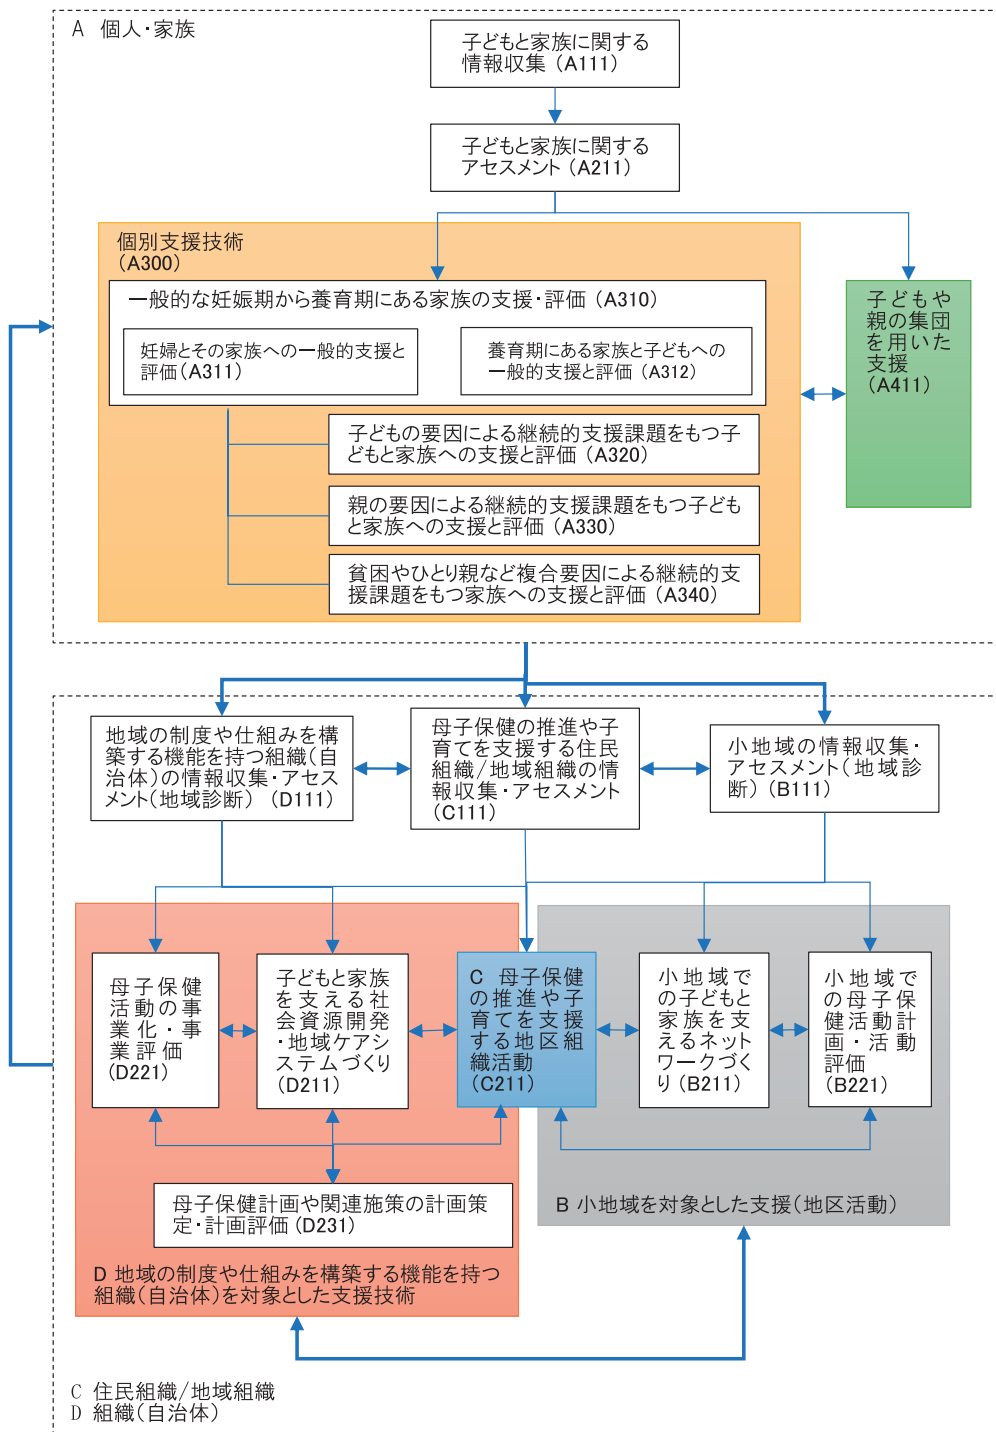 A 個人・家族
子どもと家族に関する
情報収集（A111）
子どもと家族に関する
アセスメント（A211）
個別支援技術
（A300）
一般的な妊娠期から養育期にある家族の支援・評価（A310）
妊婦とその家族への一般的支援と
評価（A311）
養育期にある家族と子どもへの
一般的支援と評価（A312）
子どもの要因による継続的支援課題をもつ子
どもと家族への支援と評価（A320）
親の要因による継続的支援課題をもつ子ども
と家族への支援と評価（A330）
貧困やひとり親など複合要因による継続的支
援課題をもつ家族への支援と評価（A340）
子どもや
親の集団
を用いた
支援
（A411）
地域の制度や仕組みを構
築する機能を持つ組織（自
治体）の情報収集・アセス
メント（地域診断）（D111）
母子保健の推進や子
育てを支援する住民
組織/地域組織の情
報収集・アセスメント
（C111）
小地域の情報収集・
アセスメント（地域診
断）（B111）
母子保健
活動の事
業化・事
業評価
（D221）
子どもと家族
を支える社
会資源開発
・地域ケアシ
ステムづくり
（D211）
C 母子保健
の推進や子
育てを支援
する地区組
織活動
（C211）
小地域で
の子どもと
家族を支
えるネット
ワークづく
り（B211）
小地域で
の母子保
健活動計
画・活動
評価
（B221）
母子保健計画や関連施策の計画策
定・計画評価（D231）
B 小地域を対象とした支援（地区活動）
D 地域の制度や仕組みを構築する機能を持つ
組織（自治体）を対象とした支援技術
C 住民組織/地域組織
D 組織（自治体）